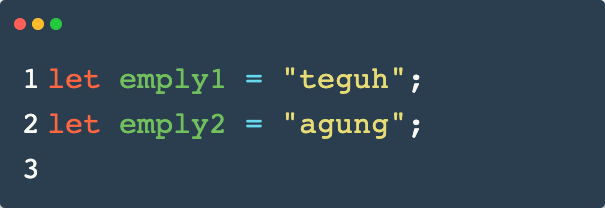 1 let emply1 = "teguh";
2 let emply2 = "agung";
3